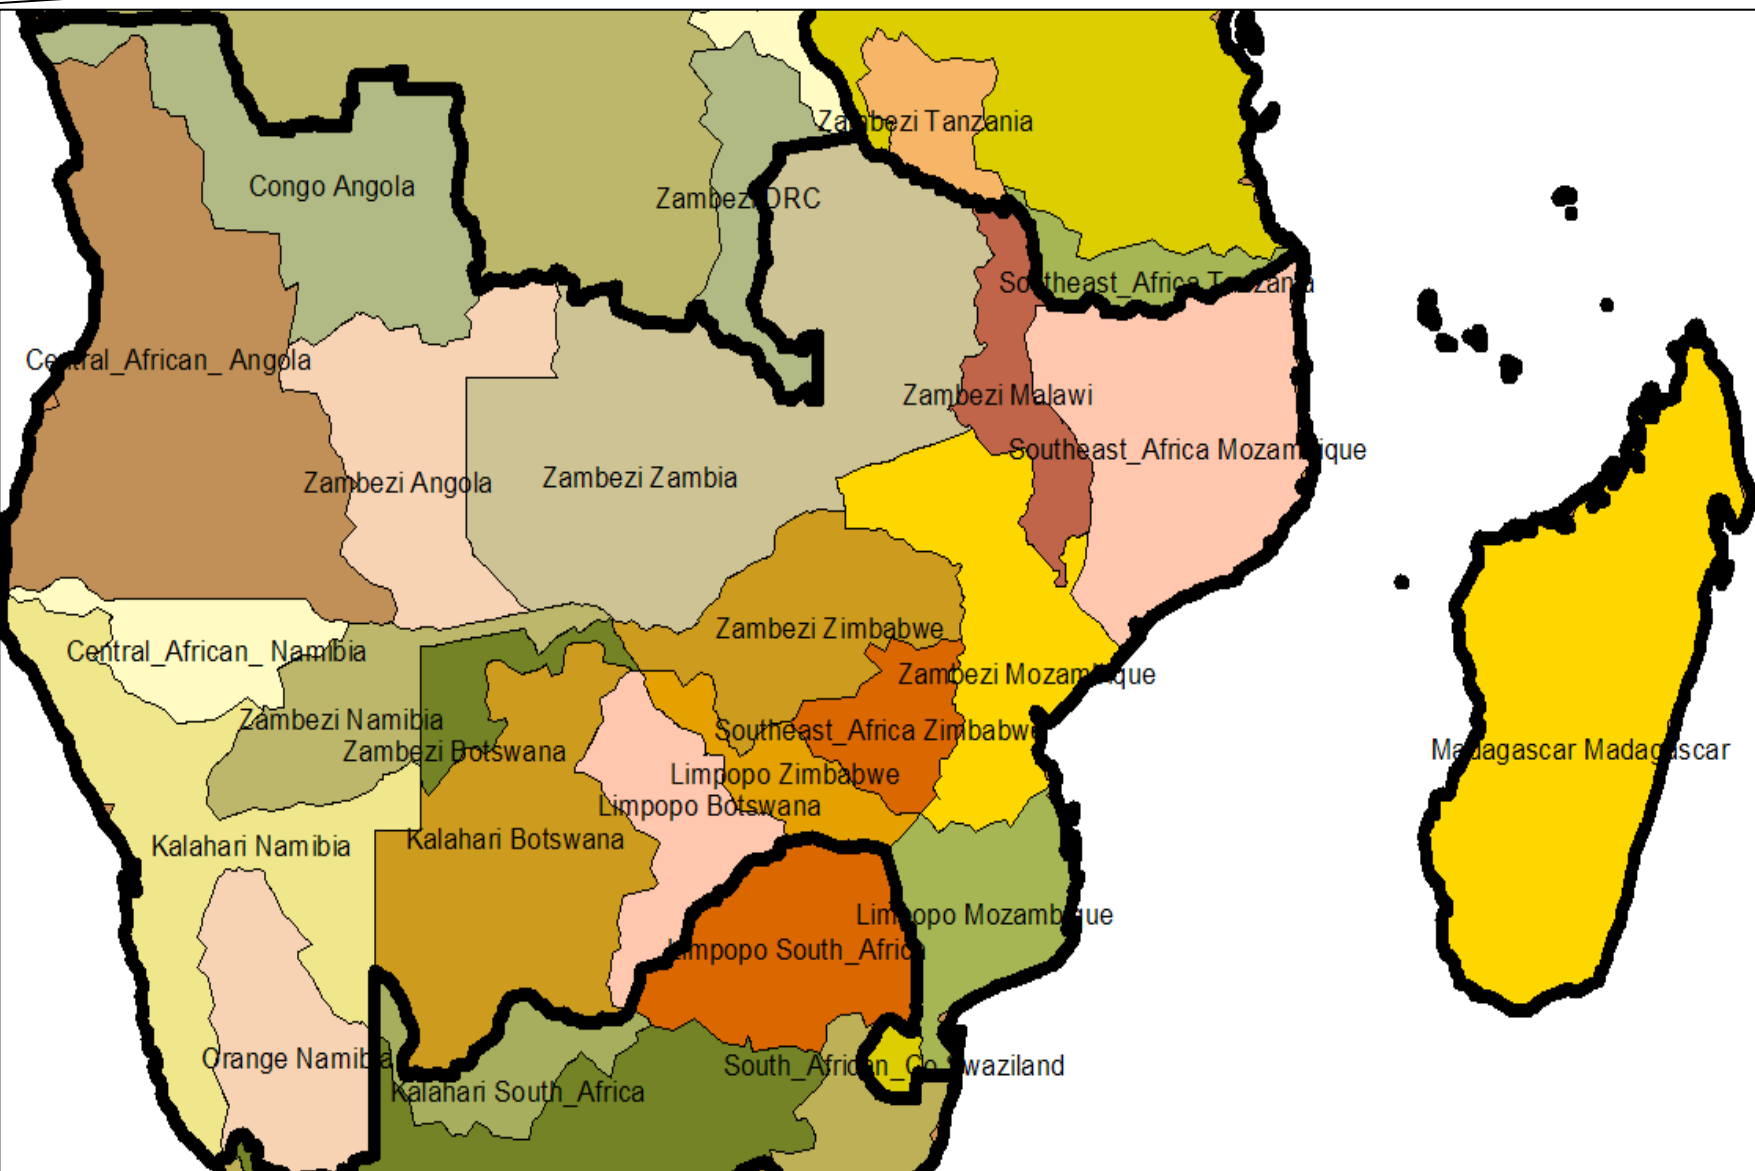 Zambezi Tanzania
Congo Angola
Zambezi DRC
Southeast_Africa Tanzania
Central_African_ Angola
Zambezi Malawi
Southeast_Africa Mozambique
Zambezi Angola
Zambezi Zambia
Zambezi Zimbabwe
Central_African_ Namibia
Zambezi Mozambique
Zambezi Namibia
Southeast_Africa Zimbabwe
Zambezi Botswana
Madagascar Madagascar
Limpopo Zimbabwe
Limpopo Botswana
Kalahari Botswana
Kalahari Namibia
Limpopo Mozambique
Limpopo South_Africa
Orange Namibia
South_African_Co Swaziland
Kalahari South_Africa